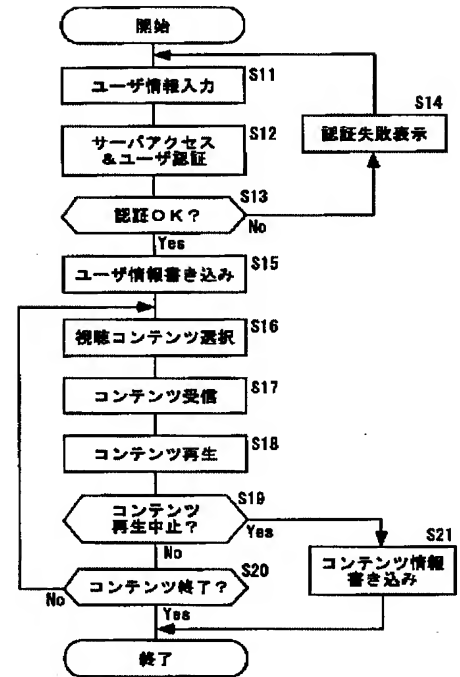 開始
S11
ユーザ情報入力
S14
認証失敗表示
S12
サーバアクセス
&ユーザ認証
S13
認証OK?
No
Yes
S15
ユーザ情報書き込み
S16
視聴コンテンツ選択
S17
コンテンツ受信
S18
コンテンツ再生
S19
コンテンツ
再生中止?
Yes
No
S21
コンテンツ情報
書き込み
S20
コンテンツ終了?
No
Yes
終了